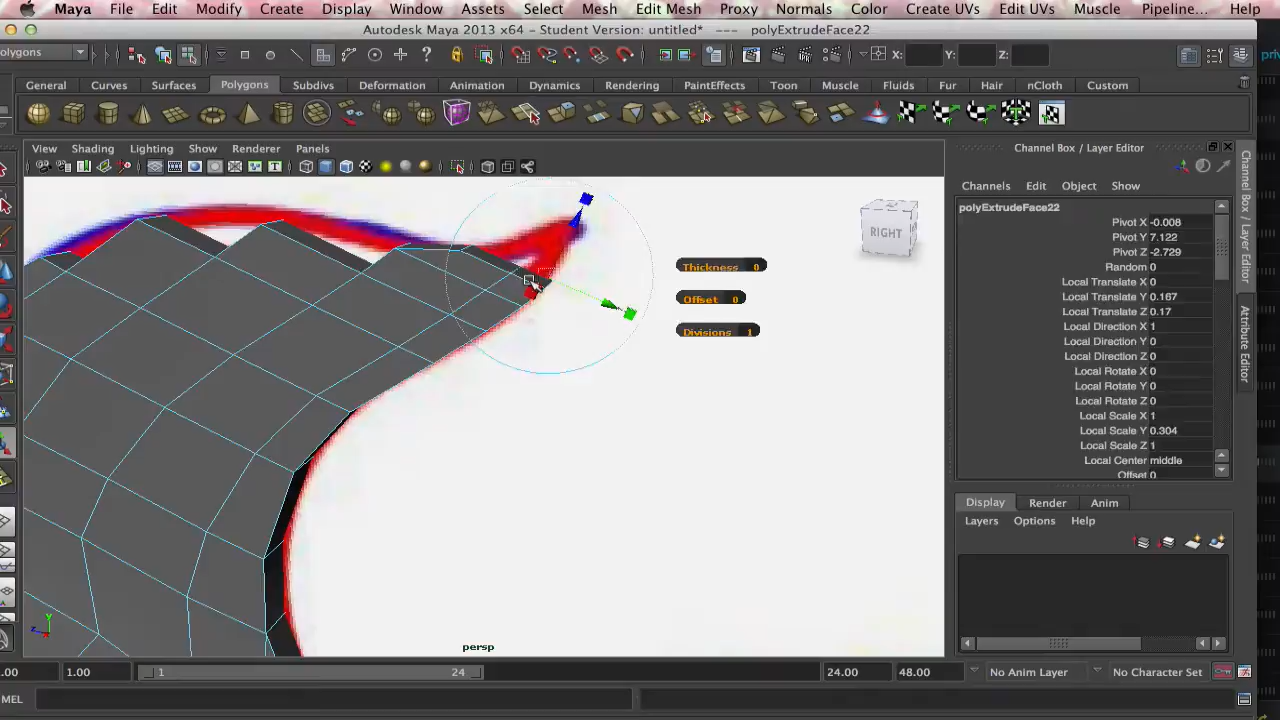 Maya File Edit Modify Create Display Window Assets Select Mesh Edit Mesh Proxy Normals Color Create UVs Edit UVs Muscle Pipeline... Help
Autodesk Maya 2013 x64 - Student Version: untitled* --- polyExtrudeFace22
olygons X: Y: Z:
General Curves Surfaces Polygons Subdivs Deformation Animation Dynamics Rendering PaintEffects Toon Muscle Fluids Fur Hair nCloth Custom
View Shading Lighting Show Renderer Panels
Channel Box / Layer Editor
Channels Edit Object Show
polyExtrudeFace22
Pivot X -0.008
Pivot Y 7.122
Pivot Z -2.729
Random 0
Local Translate X 0
Local Translate Y 0.167
Local Translate Z 0.17
Local Direction X 1
Local Direction Y 0
Local Direction Z 0
Local Rotate X 0
Local Rotate Y 0
Local Rotate Z 0
Local Scale X 1
Local Scale Y 0.304
Local Scale Z 1
Local Center middle
Offset 0
RIGHT
Thickness 0
Offset 0
Divisions 1
Channel Box / Layer Editor
Attribute Editor
Display Render Anim
Layers Options Help
Y
Z X
persp
.00 1.00 1 24 24.00 48.00 No Anim Layer No Character Set
MEL